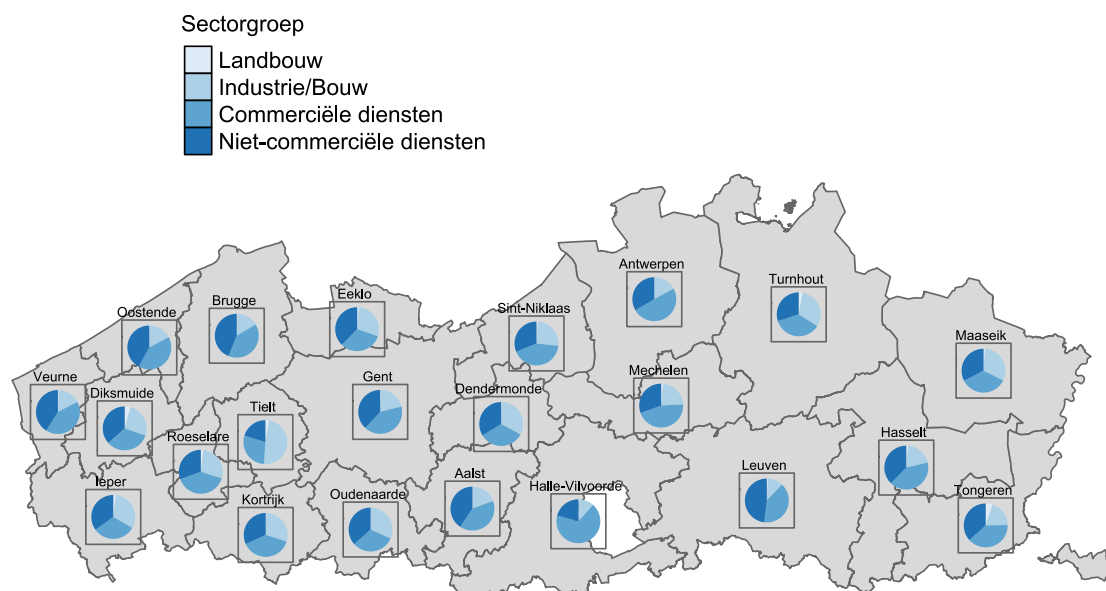 Sectorgroep
Landbouw
Industrie/Bouw
Commerciële diensten
Niet-commerciële diensten
Antwerpen
Turnhout
Eeklo
Brugge
Oostende
Sint-Niklaas
Maaseik
Mechelen
Veurne
Diksmuide
Gent
Dendermonde
Tielt
Roeselare
Hasselt
Leuven
Aalst
Halle-Vilvoorde
Ieper
Kortrijk
Oudenaarde
Tongeren